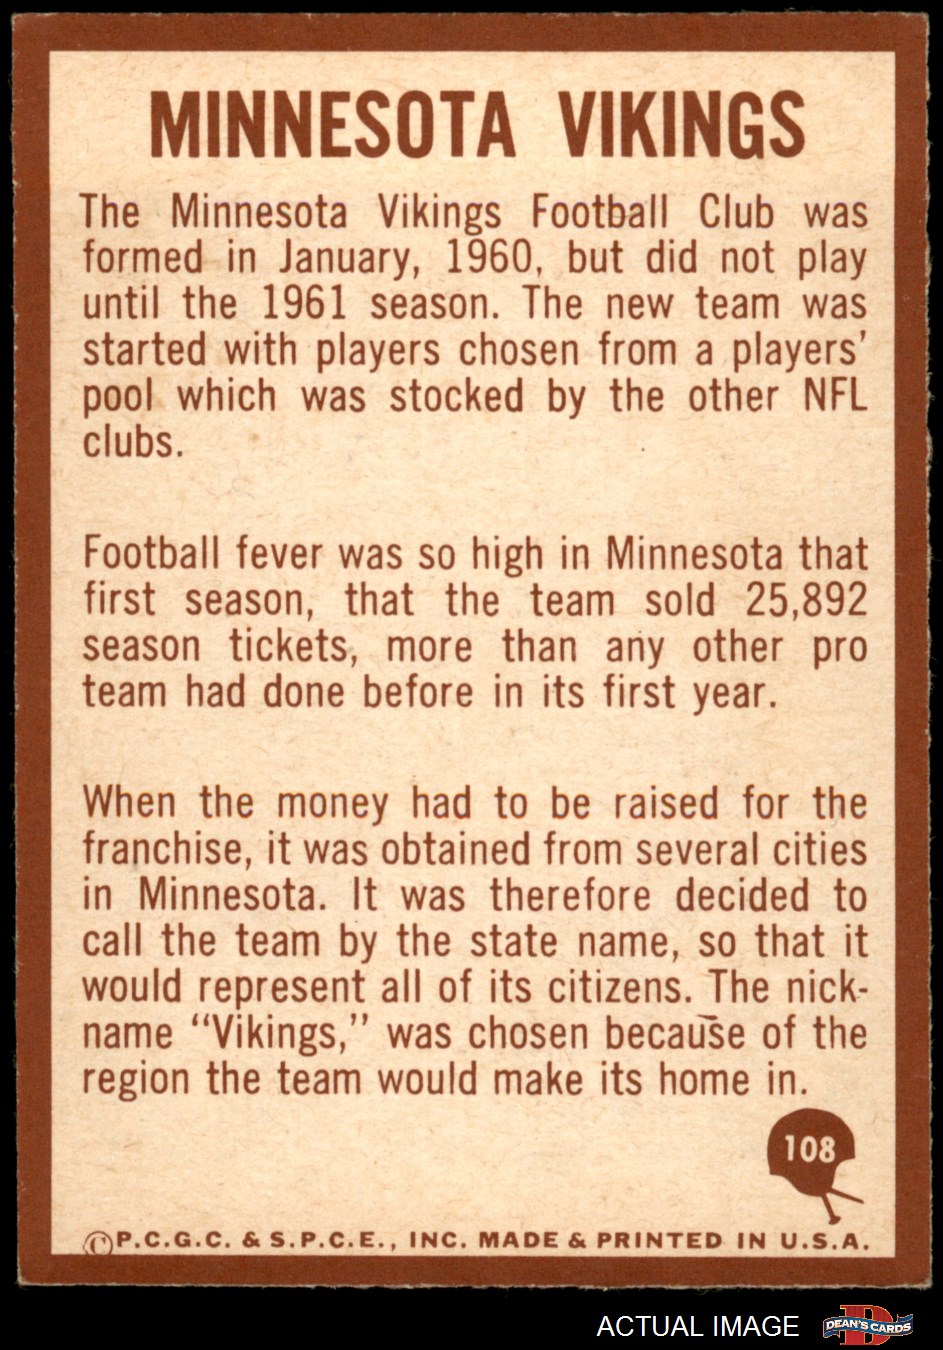 MINNESOTA VIKINGS
The Minnesota Vikings Football Club was
formed in January, 1960, but did not play
until the 1961 season. The new team was
started with players chosen from a players'
pool which was stocked by the other NFL
clubs.
Football fever was so high in Minnesota that
first season, that the team sold 25,892
season tickets, more than any other pro
team had done before in its first year.
When the money had to be raised for the
franchise, it was obtained from several cities
in Minnesota. It was therefore decided to
call the team by the state name, so that it
would represent all of its citizens. The nick-
name “Vikings,” was chosen because of the
region the team would make its home in.
108
©P.C.G.C. & S.P.C.E., INC. MADE & PRINTED IN U.S.A.
ACTUAL IMAGE
D
DEAN'S CARDS